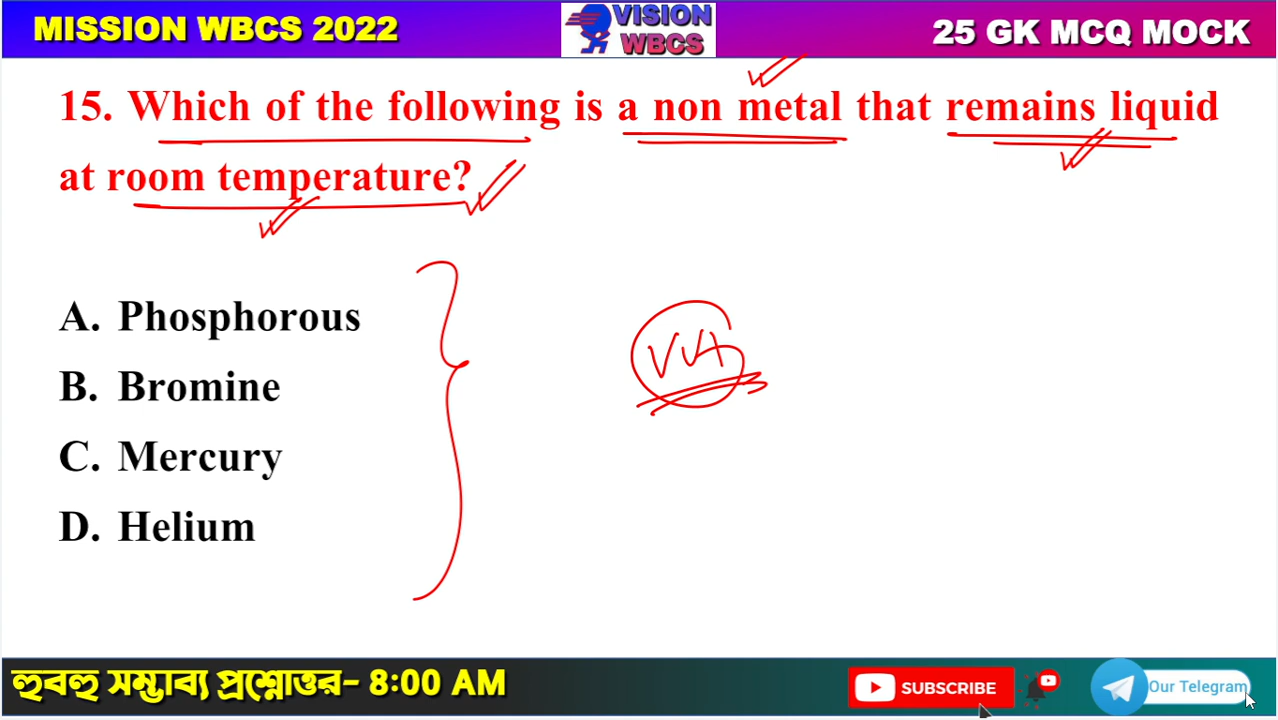 MISSION WBCS 2022
VISION
WBCS
25 GK MCQ MOCK
15. Which of the following is a non metal that remains liquid
at room temperature?
A. Phosphorous
B. Bromine
C. Mercury
D. Helium
VVI
হুবহু সম্ভাব্য প্রশ্নোত্তর- 8:00 AM
SUBSCRIBE
Our Telegram